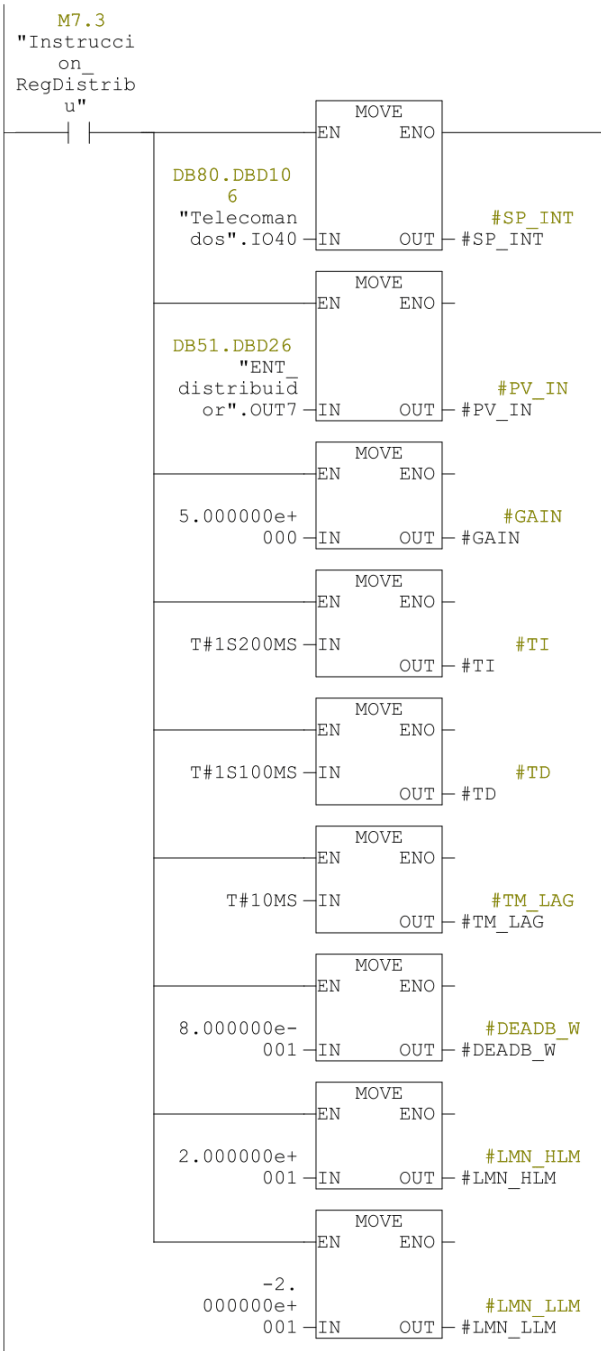 M7.3
"Instrucci
on_
RegDistrib
u"
MOVE
EN ENO
DB80.DBD10
6
"Telecoman #SP_INT
dos".IO40 IN OUT #SP_INT
MOVE
EN ENO
DB51.DBD26
"ENT_
distribuid #PV_IN
or".OUT7 IN OUT #PV_IN
MOVE
EN ENO
5.000000e+ #GAIN
000 IN OUT #GAIN
MOVE
EN ENO
T#1S200MS IN #TI
OUT #TI
MOVE
EN ENO
T#1S100MS IN #TD
OUT #TD
MOVE
EN ENO
T#10MS IN #TM_LAG
OUT #TM_LAG
MOVE
EN ENO
8.000000e- #DEADB_W
001 IN OUT #DEADB_W
MOVE
EN ENO
2.000000e+ #LMN_HLM
001 IN OUT #LMN_HLM
MOVE
EN ENO
-2.
000000e+ #LMN_LLM
001 IN OUT #LMN_LLM